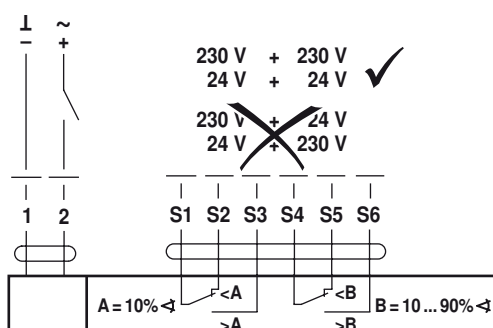 ⊥ ~
– +
230 V + 230 V
24 V + 24 V
230 V + 24 V
24 V + 230 V
1 2 S1 S2 S3 S4 S5 S6
<A <B
A = 10% ∢ B = 10 ... 90% ∢
>A >B